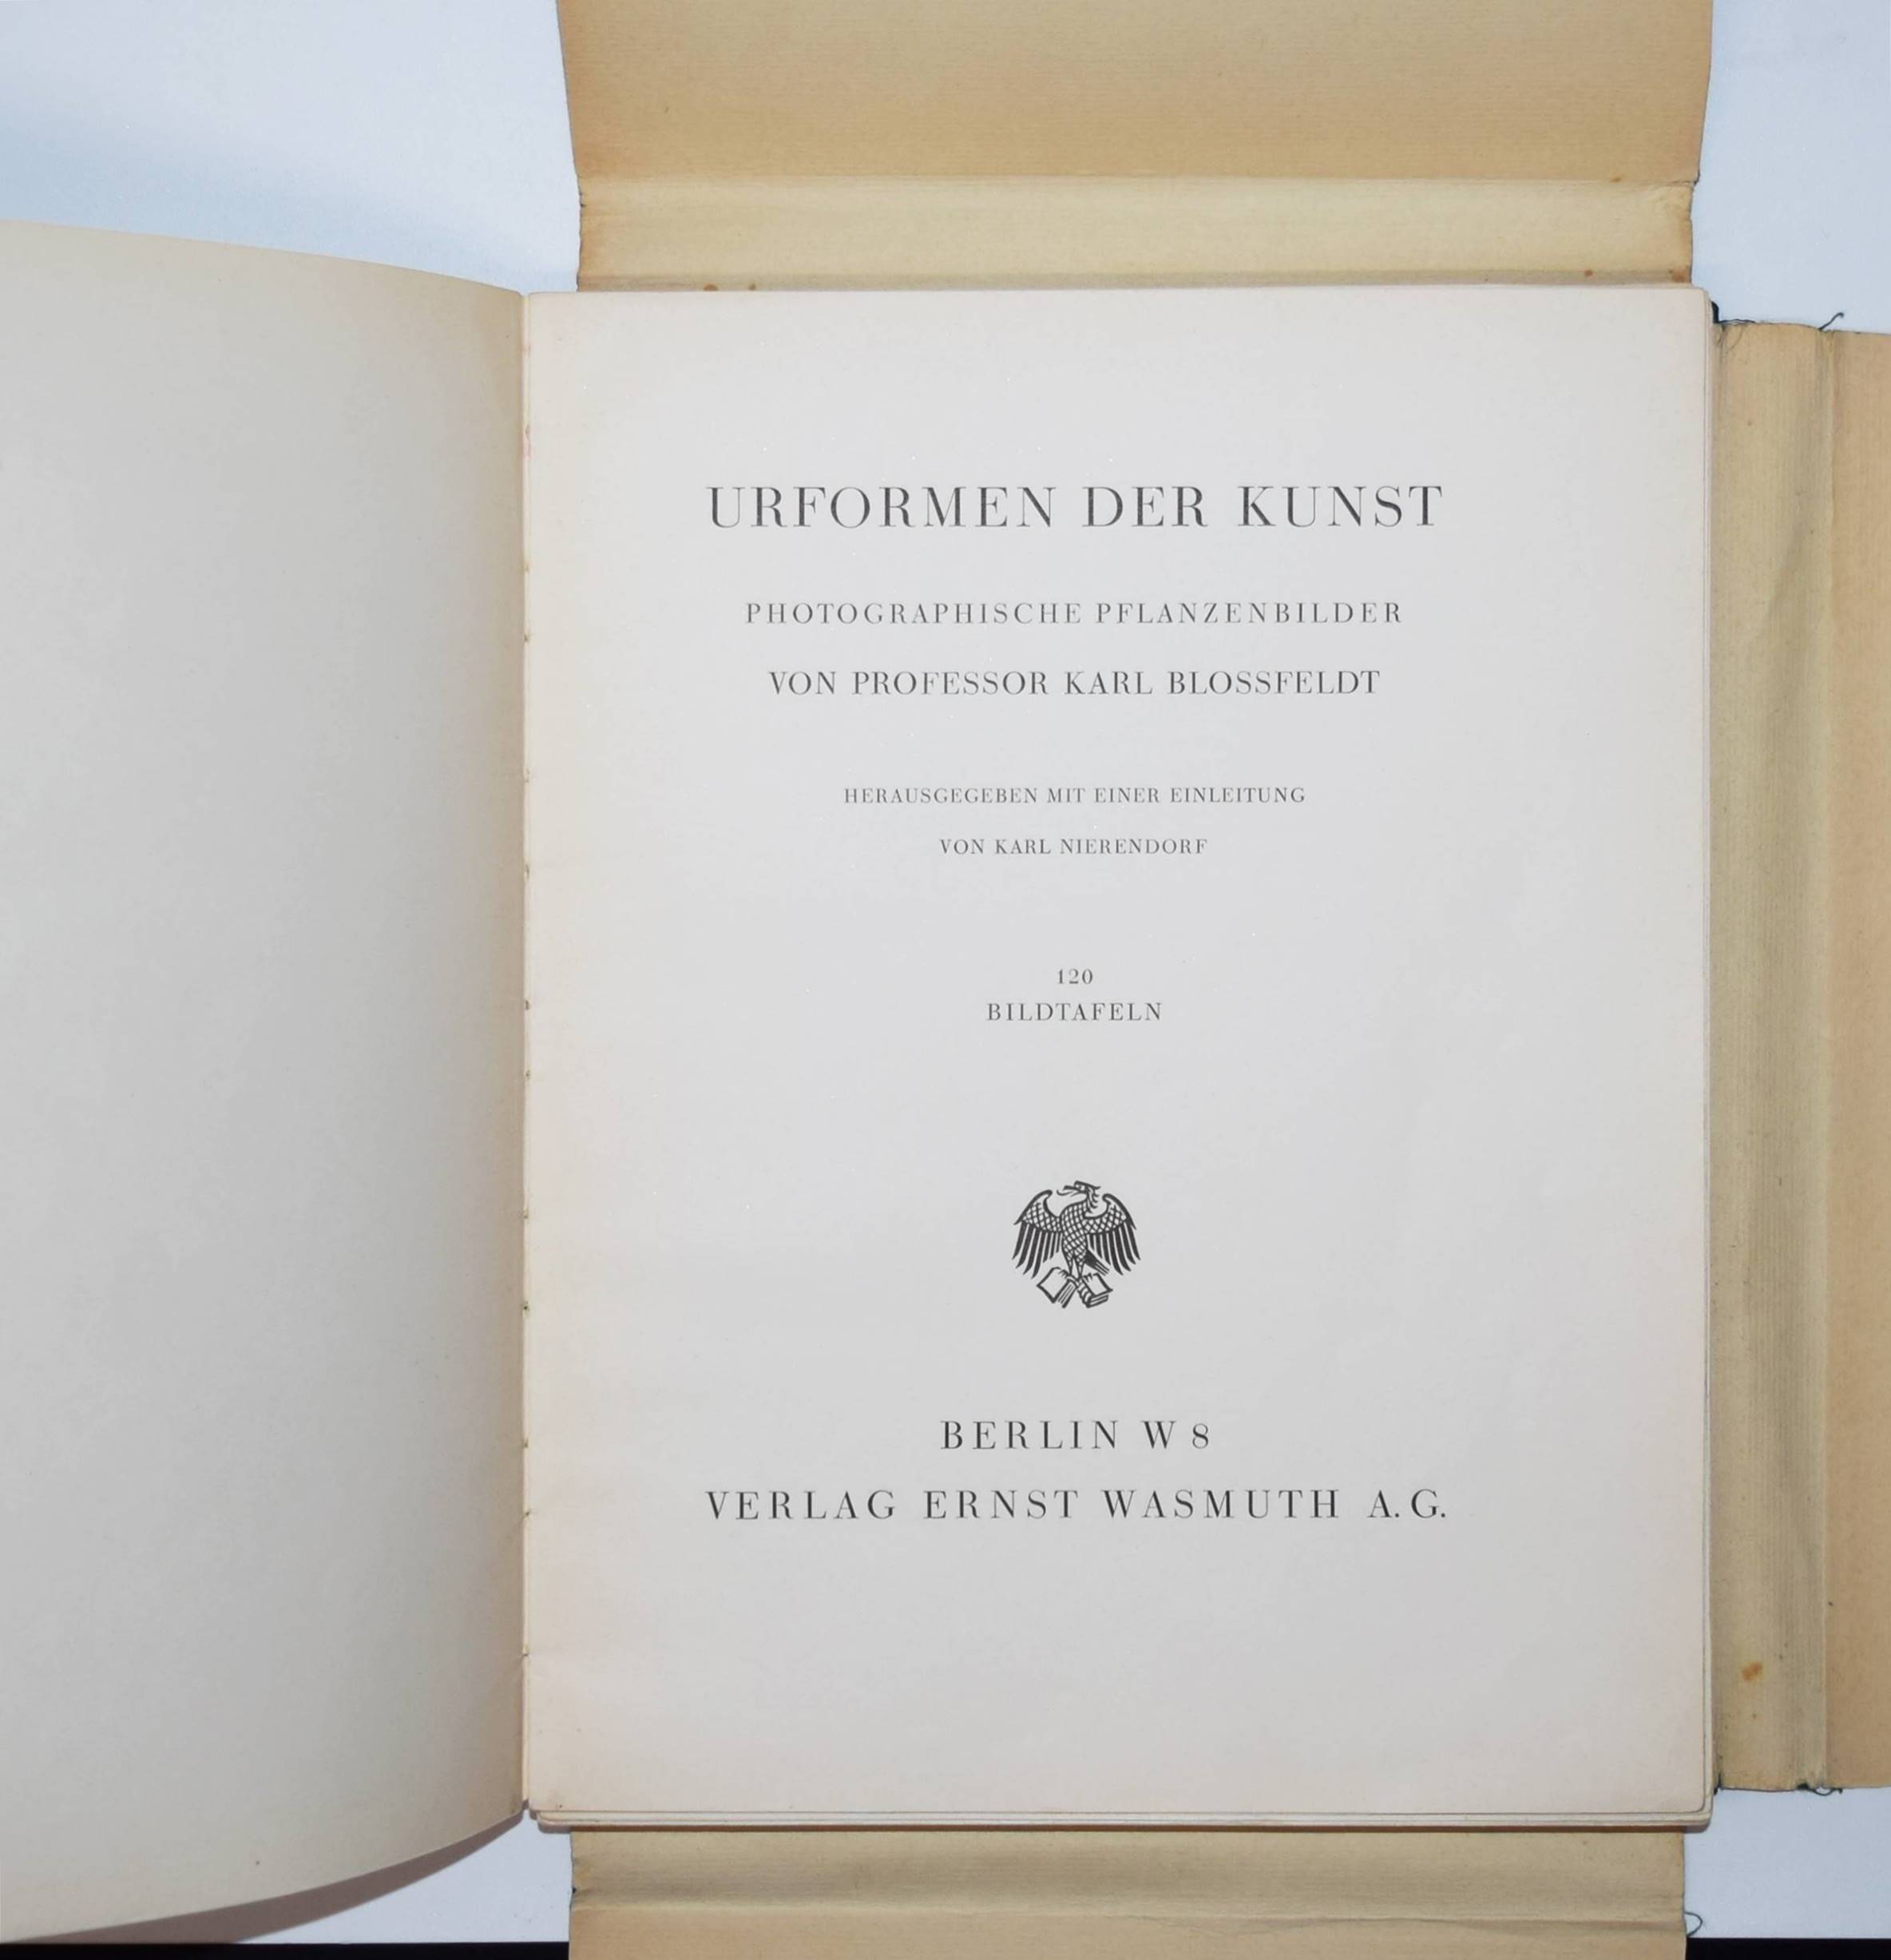 URFORMEN DER KUNST
PHOTOGRAPHISCHE PFLANZENBILDER
VON PROFESSOR KARL BLOSSFELDT
HERAUSGEGEBEN MIT EINER EINLEITUNG
VON KARL NIERENDORF
120
BILDTAFELN
BERLIN W 8
VERLAG ERNST WASMUTH A.G.